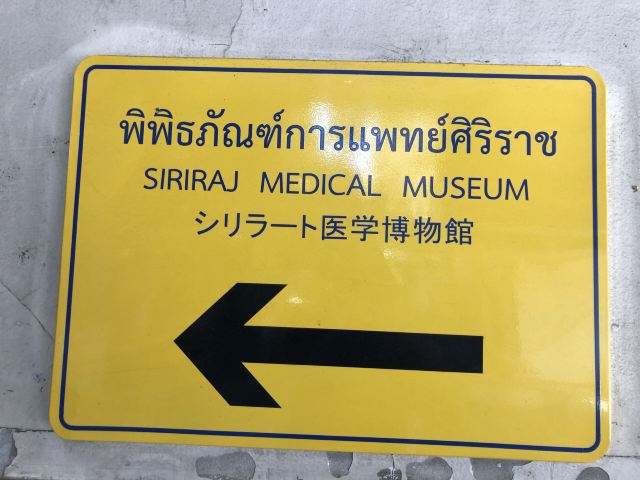 พิพิธภัณฑ์การแพทย์ศิริราช
SIRIRAJ MEDICAL MUSEUM
シリラート医学博物館